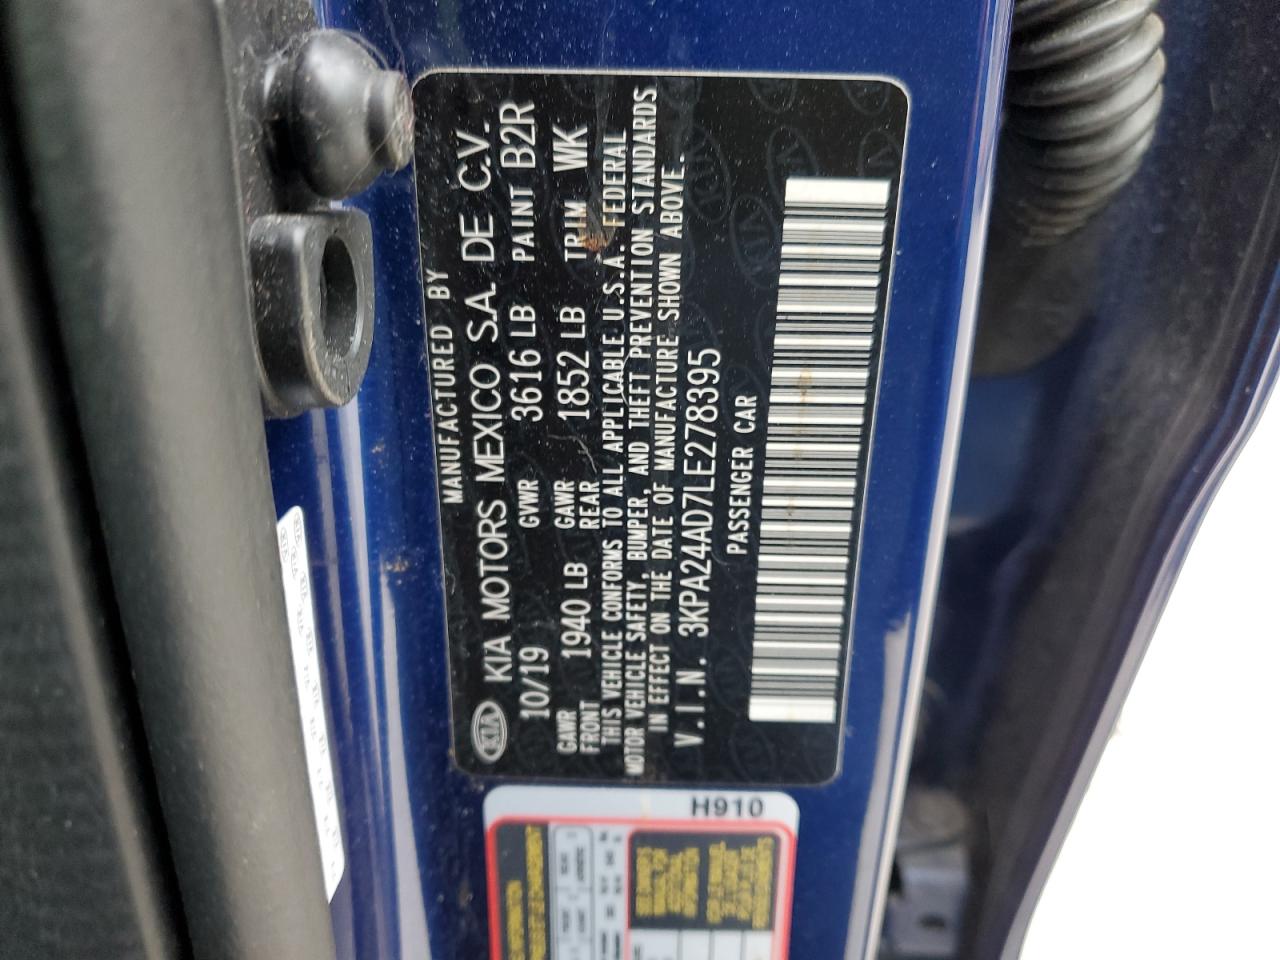 MANUFACTURED BY
KIA KIA MOTORS MEXICO S.A. DE C.V.
10/19 GVWR 3616 LB PAINT B2R
GAWR FRONT 1940 LB GAWR REAR 1852 LB TRIM WK
THIS VEHICLE CONFORMS TO ALL APPLICABLE U.S.A. FEDERAL
MOTOR VEHICLE SAFETY, BUMPER, AND THEFT PREVENTION STANDARDS
IN EFFECT ON THE DATE OF MANUFACTURE SHOWN ABOVE.
V.I.N. 3KPA24AD7LE278395
PASSENGER CAR
H910